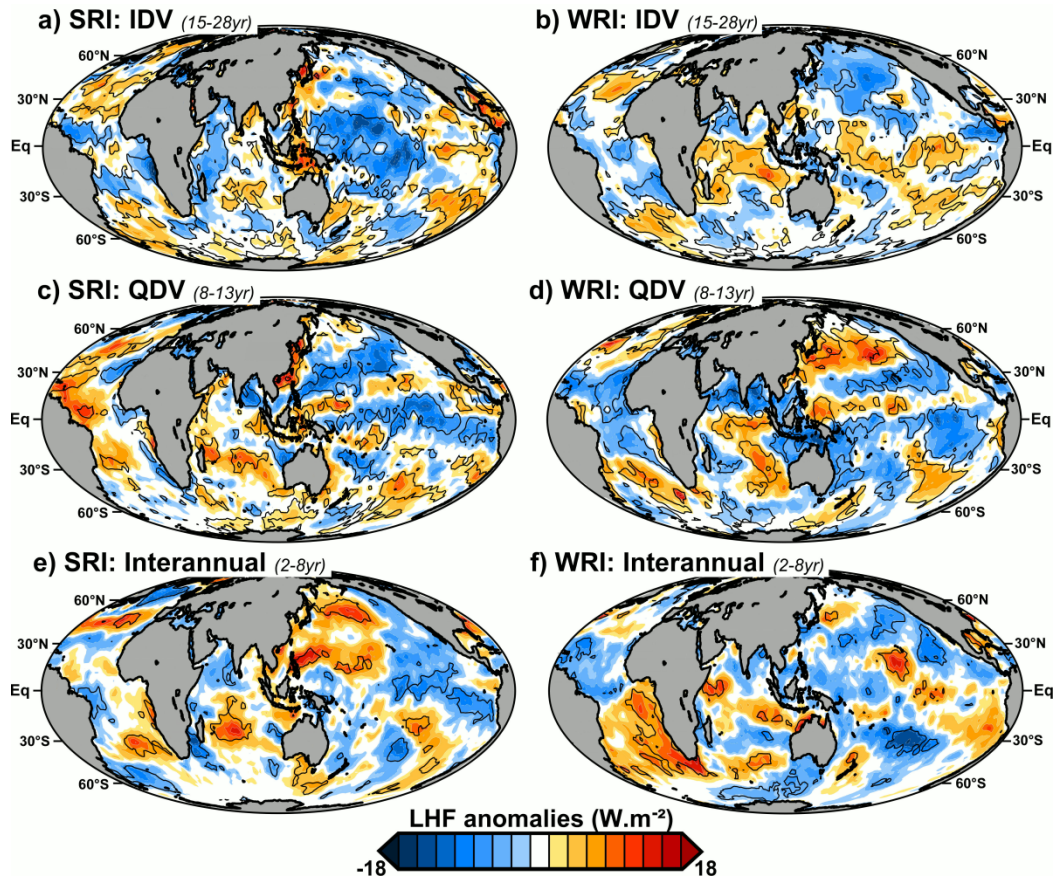 a) SRI: IDV (15-28yr)
b) WRI: IDV (15-28yr)
60°N
30°N
Eq
30°S
60°S
60°N
30°N
Eq
30°S
60°S
c) SRI: QDV (8-13yr)
d) WRI: QDV (8-13yr)
60°N
30°N
Eq
30°S
60°S
60°N
30°N
Eq
30°S
60°S
e) SRI: Interannual (2-8yr)
f) WRI: Interannual (2-8yr)
60°N
30°N
Eq
30°S
60°S
60°N
30°N
Eq
30°S
60°S
LHF anomalies (W.m⁻²)
-18 18